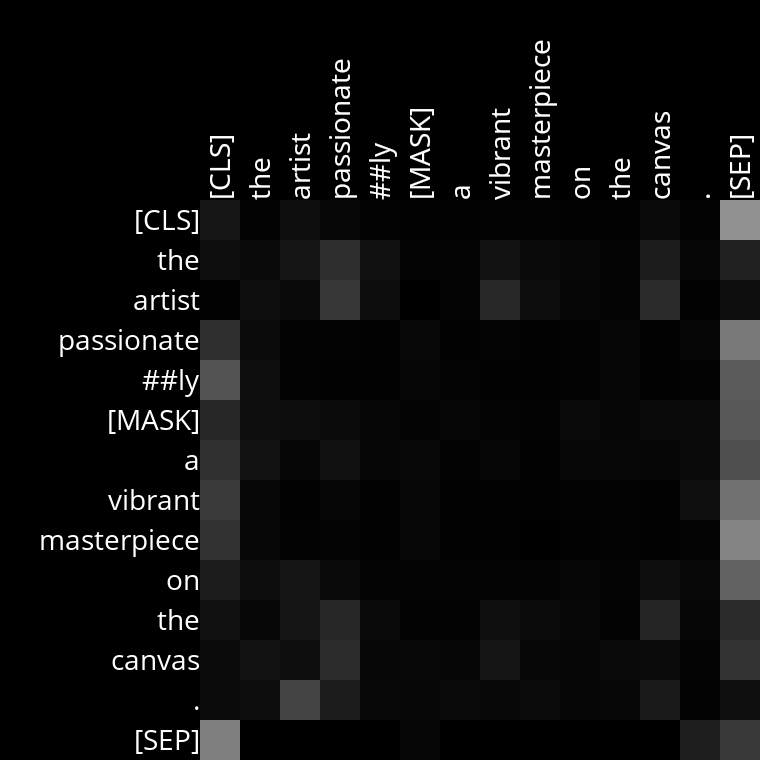 [CLS] the artist passionate ##ly [MASK] a vibrant masterpiece on the canvas . [SEP]
[CLS]
the
artist
passionate
##ly
[MASK]
a
vibrant
masterpiece
on
the
canvas
.
[SEP]